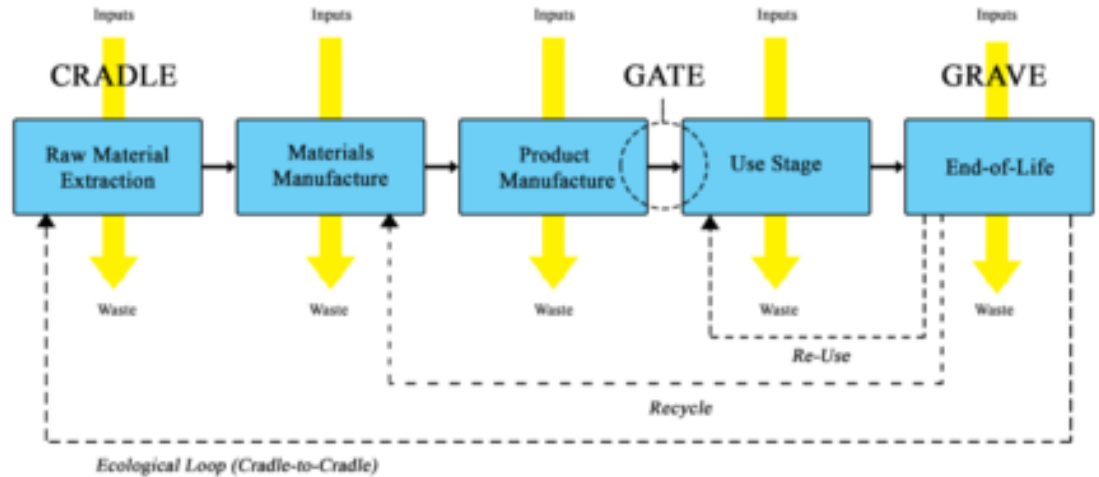 Inputs Inputs Inputs Inputs Inputs
CRADLE GATE GRAVE
Raw Material
Extraction
Materials
Manufacture
Product
Manufacture
Use Stage
End-of-Life
Waste Waste Waste Waste Waste
Re-Use
Recycle
Ecological Loop (Cradle-to-Cradle)